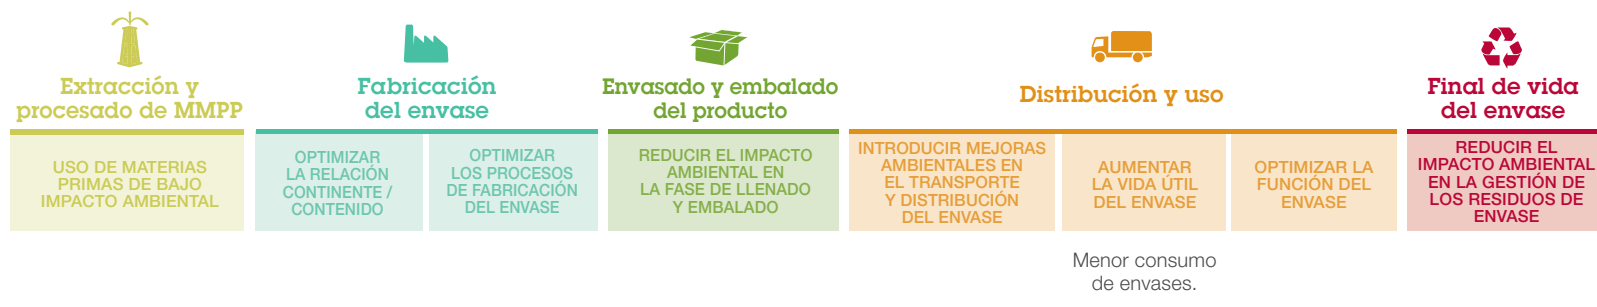 Extracción y
procesado de MMPP
Fabricación
del envase
Envasado y embalado
del producto
Distribución y uso
Final de vida
del envase
USO DE MATERIAS
PRIMAS DE BAJO
IMPACTO AMBIENTAL
OPTIMIZAR
LA RELACIÓN
CONTINENTE /
CONTENIDO
OPTIMIZAR
LOS PROCESOS
DE FABRICACIÓN
DEL ENVASE
REDUCIR EL IMPACTO
AMBIENTAL EN
LA FASE DE LLENADO
Y EMBALADO
INTRODUCIR MEJORAS
AMBIENTALES EN
EL TRANSPORTE
Y DISTRIBUCIÓN
DEL ENVASE
AUMENTAR
LA VIDA ÚTIL
DEL ENVASE
OPTIMIZAR LA
FUNCIÓN DEL
ENVASE
REDUCIR EL
IMPACTO AMBIENTAL
EN LA GESTIÓN DE
LOS RESIDUOS DE
ENVASE
Menor consumo
de envases.